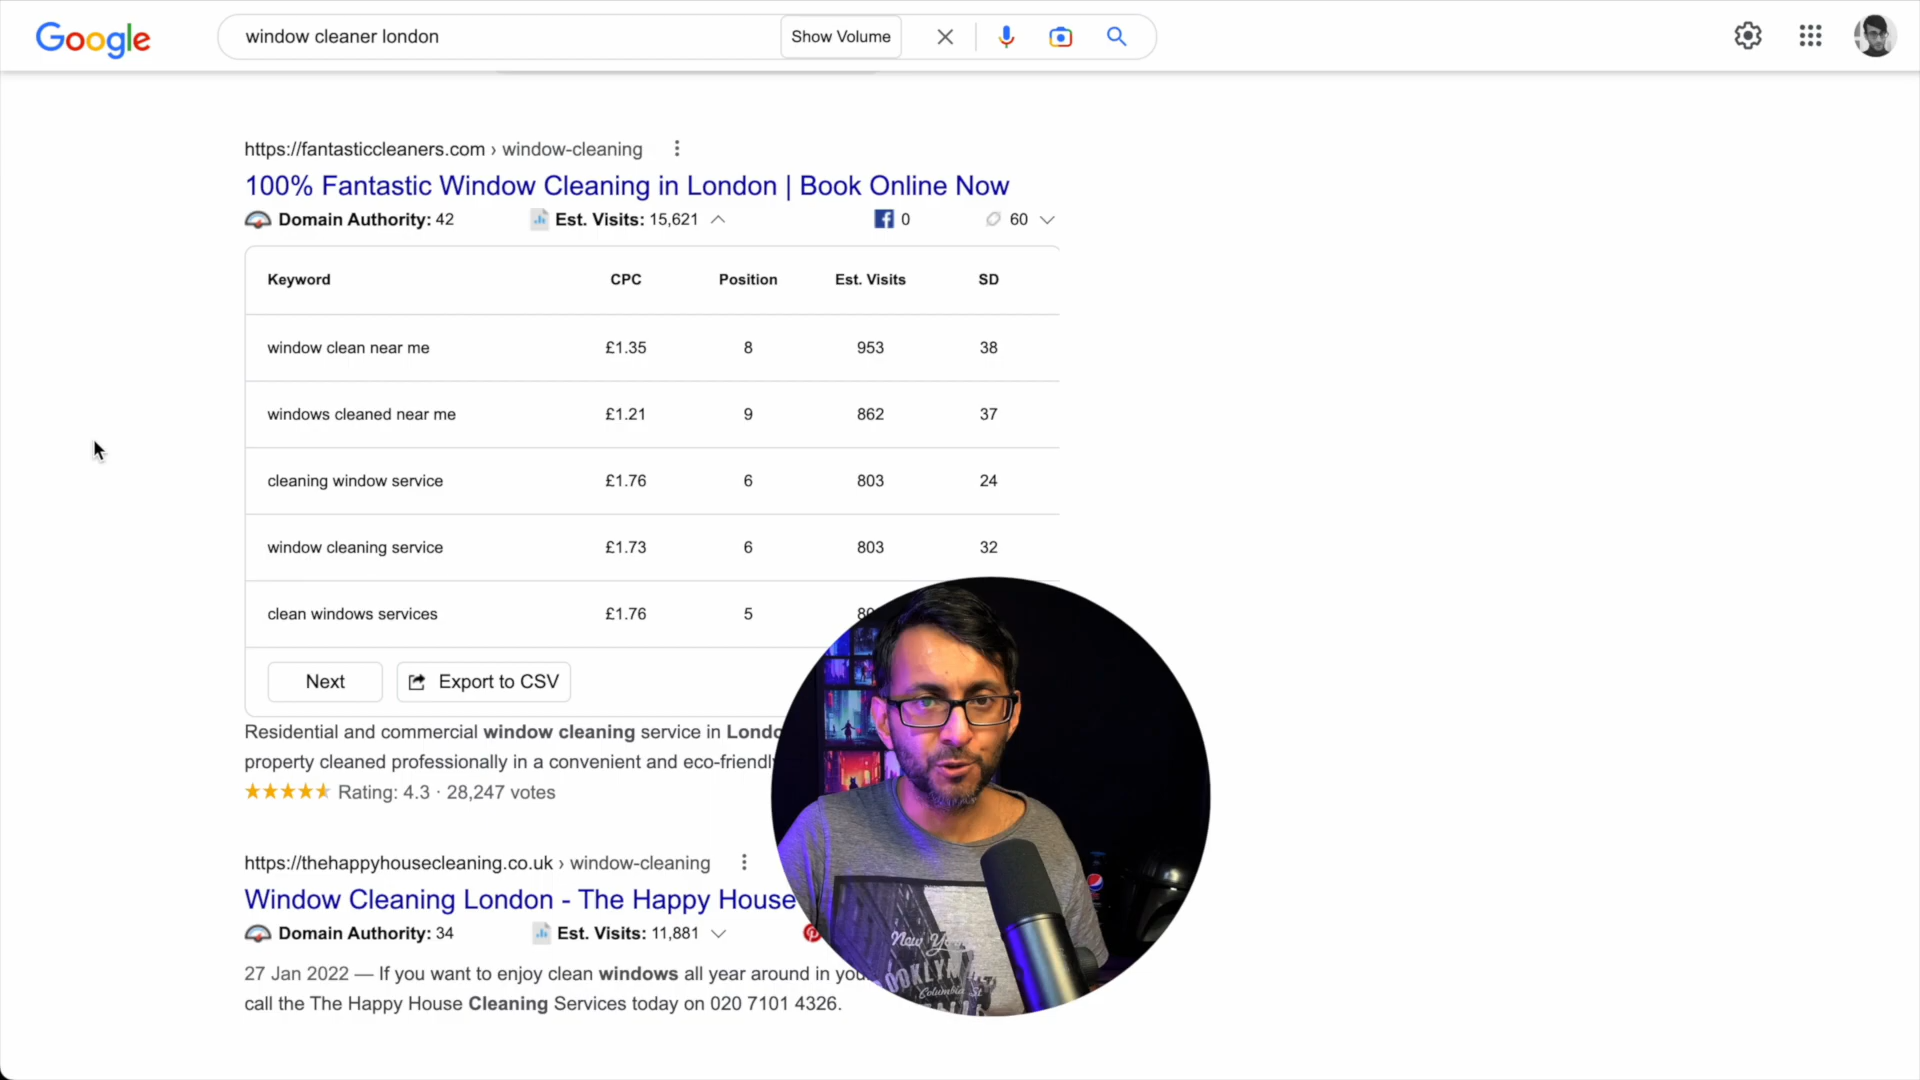 Google
window cleaner london
Show Volume
https://fantasticcleaners.com › window-cleaning
100% Fantastic Window Cleaning in London | Book Online Now
Domain Authority: 42 Est. Visits: 15,621 0 60
Keyword CPC Position Est. Visits SD
window clean near me £1.35 8 953 38
windows cleaned near me £1.21 9 862 37
cleaning window service £1.76 6 803 24
window cleaning service £1.73 6 803 32
clean windows services £1.76 5
Next Export to CSV
Residential and commercial window cleaning service in
property cleaned professionally in a convenient and
Rating: 4.3 · 28,247 votes
https://thehappyhousecleaning.co.uk › window-cleaning
Window Cleaning London - The Happy House
Domain Authority: 34 Est. Visits: 11,881
27 Jan 2022 — If you want to enjoy clean windows all year around in
call the The Happy House Cleaning Services today on 020 7101 4326.
New
Columbia St